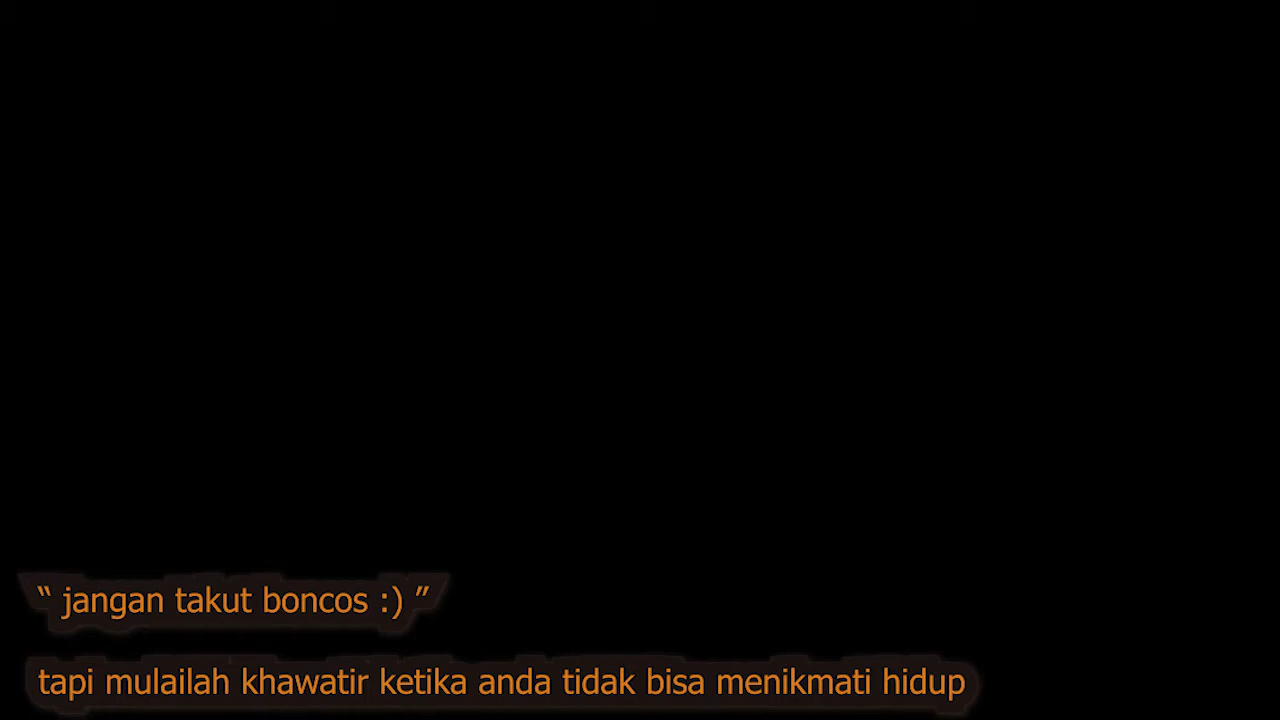 “ jangan takut boncos :) ”
tapi mulailah khawatir ketika anda tidak bisa menikmati hidup